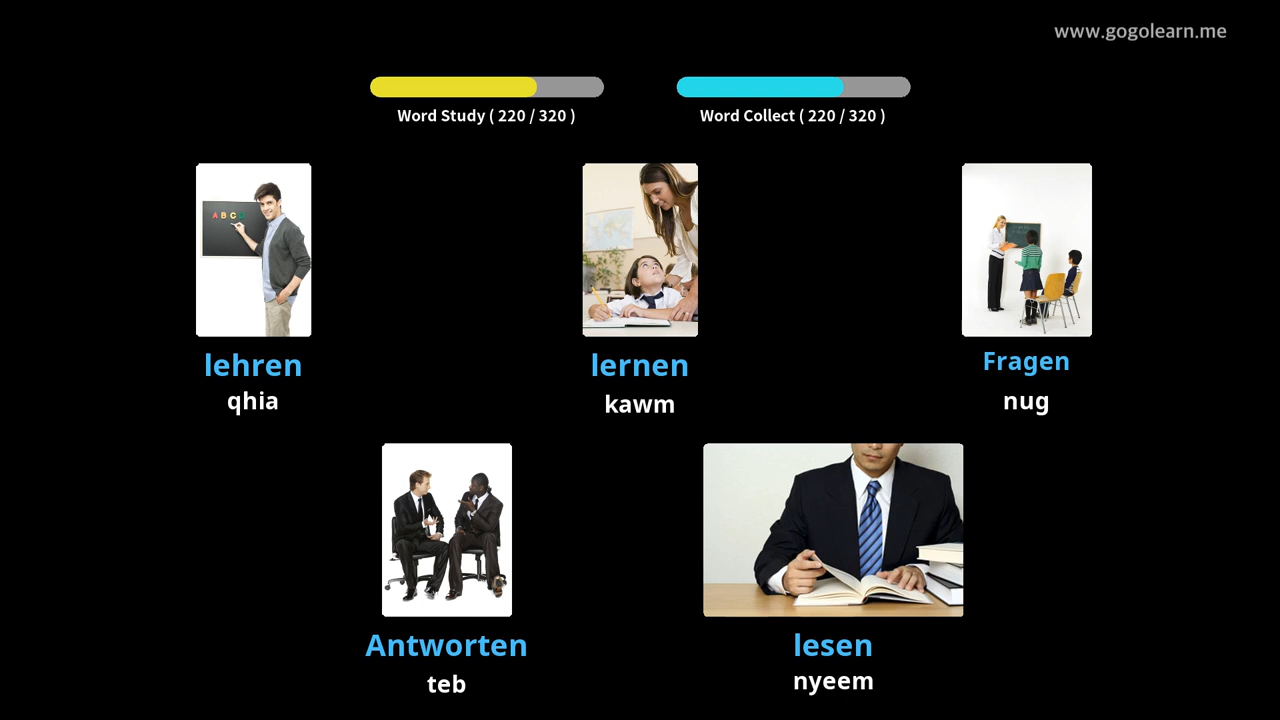 www.gogolearn.me
Word Study ( 220 / 320 )
Word Collect ( 220 / 320 )
A B C D
lehren
qhia
lernen
kawm
Fragen
nug
Antworten
teb
lesen
nyeem